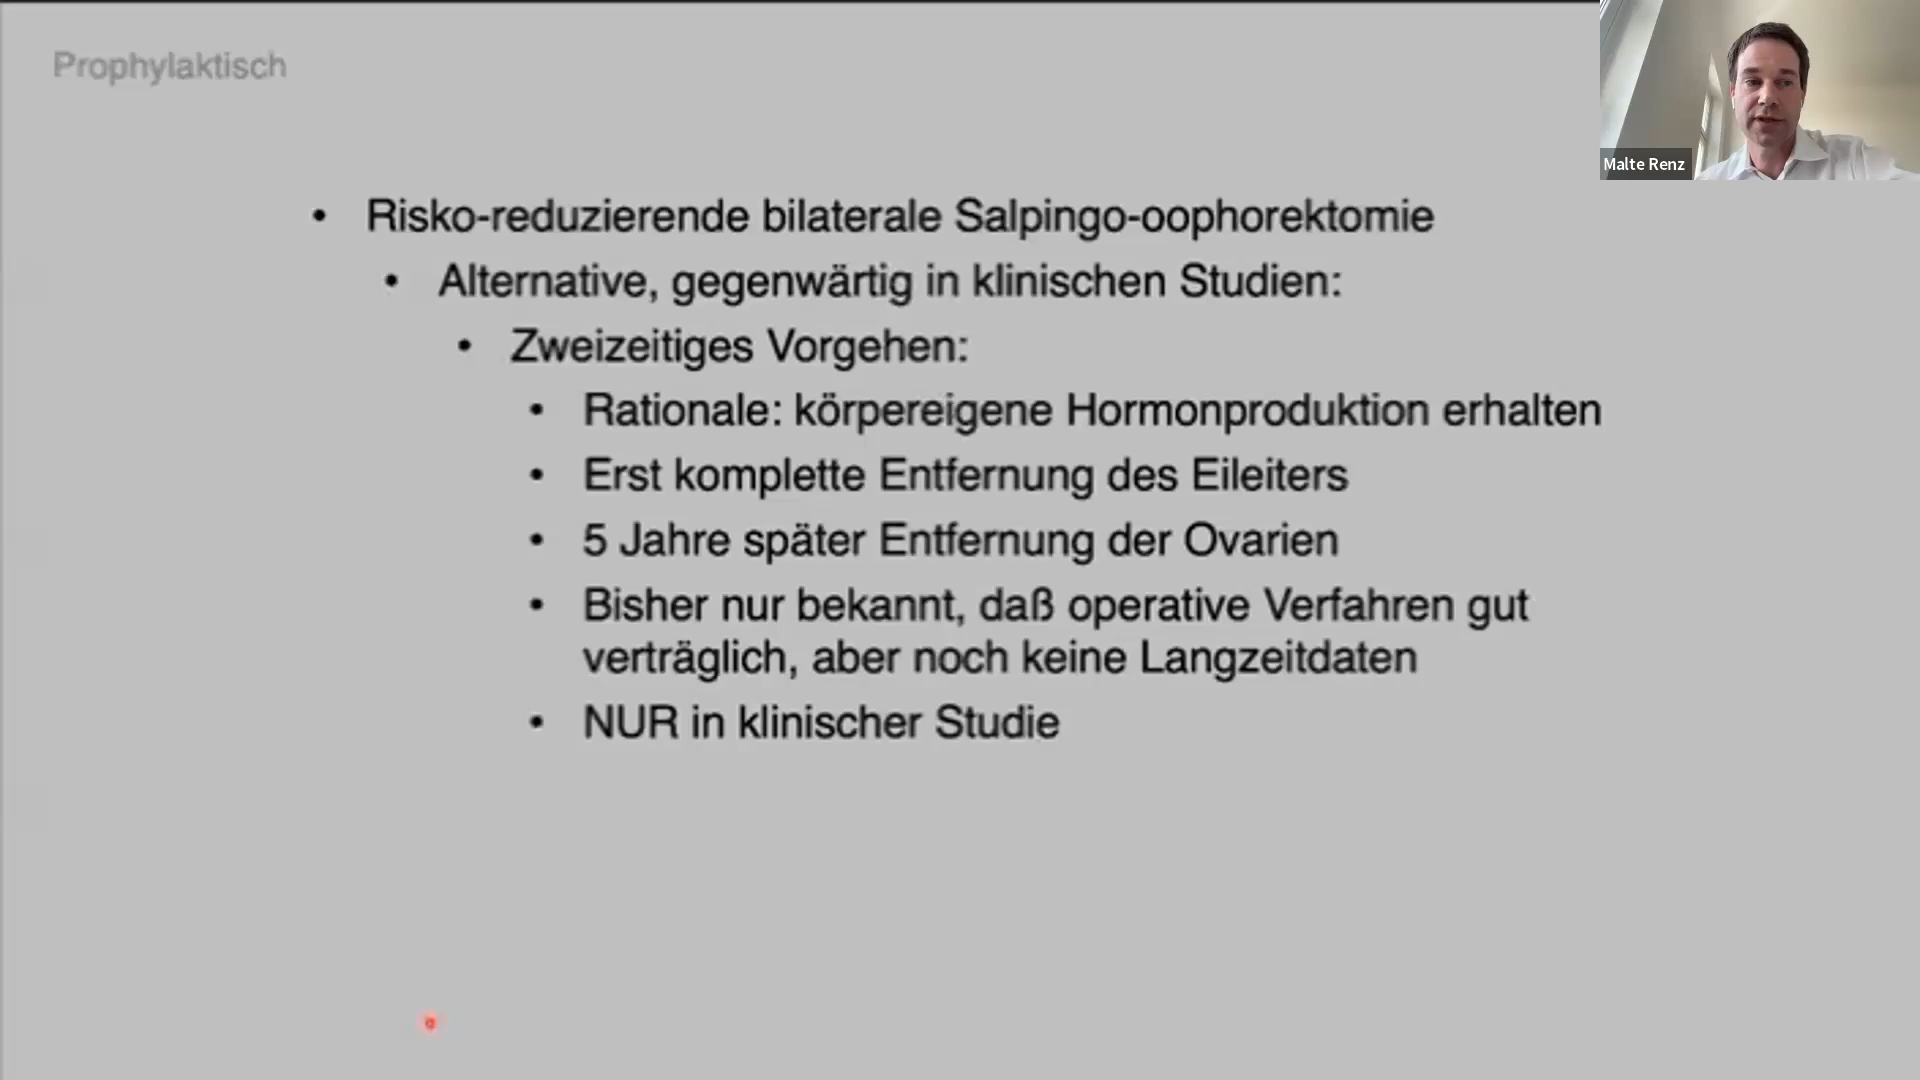 Prophylaktisch
Malte Renz
• Risko-reduzierende bilaterale Salpingo-oophorektomie
• Alternative, gegenwärtig in klinischen Studien:
• Zweizeitiges Vorgehen:
• Rationale: körpereigene Hormonproduktion erhalten
• Erst komplette Entfernung des Eileiters
• 5 Jahre später Entfernung der Ovarien
• Bisher nur bekannt, daß operative Verfahren gut
verträglich, aber noch keine Langzeitdaten
• NUR in klinischer Studie